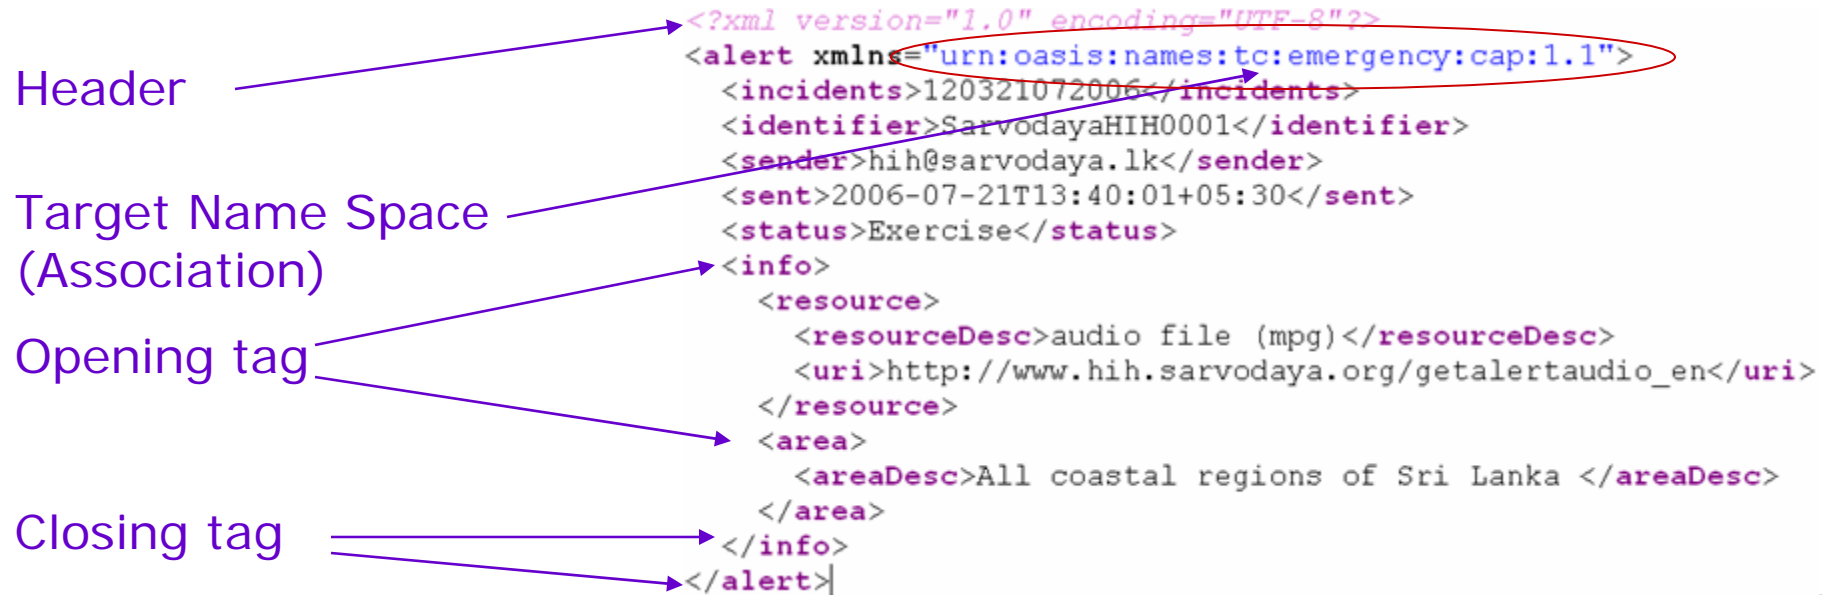 Header
Target Name Space
(Association)
Opening tag
Closing tag
<?xml version="1.0" encoding="UTF-8"?>
<alert xmlns="urn:oasis:names:tc:emergency:cap:1.1">
<incidents>120321072006</incidents>
<identifier>SarvodayaHIH0001</identifier>
<sender>hih@sarvodaya.lk</sender>
<sent>2006-07-21T13:40:01+05:30</sent>
<status>Exercise</status>
<info>
<resource>
<resourceDesc>audio file (mpg)</resourceDesc>
<uri>http://www.hih.sarvodaya.org/getalertaudio_en</uri>
</resource>
<area>
<areaDesc>All coastal regions of Sri Lanka </areaDesc>
</area>
</info>
</alert>